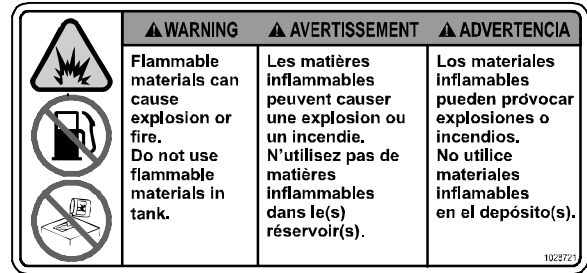 ⚠WARNING
Flammable
materials can
cause
explosion or
fire.
Do not use
flammable
materials in
tank.
⚠ AVERTISSEMENT
Les matières
inflammables
peuvent causer
une explosion ou
un incendie.
N'utilisez pas de
matières
inflammables
dans le(s)
réservoir(s).
⚠ ADVERTENCIA
Los materiales
inflamables
pueden provocar
explosiones o
incendios.
No utilice
materiales
inflamables
en el depósito(s).
1028721